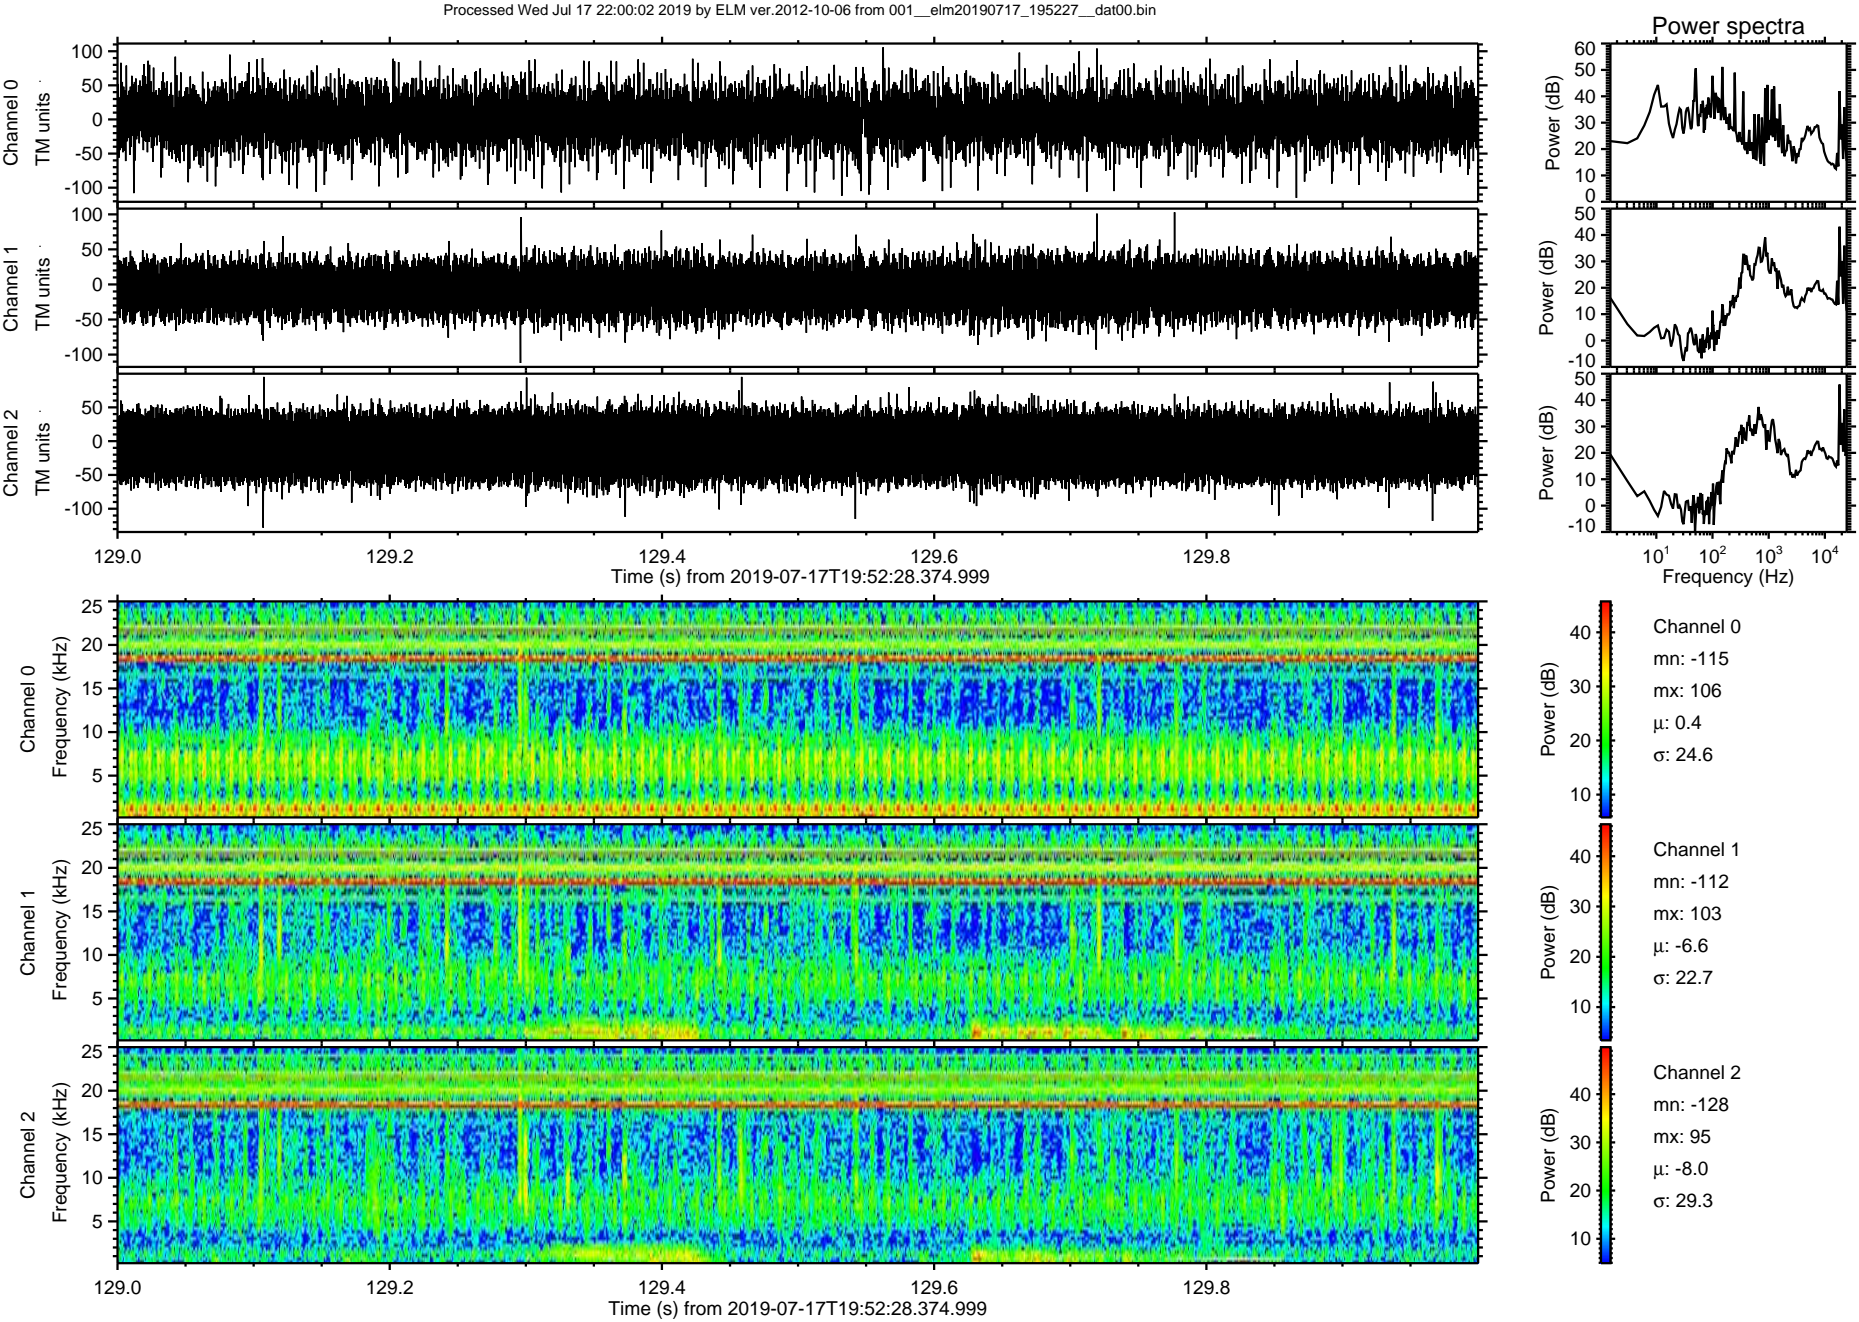 Processed Wed Jul 17 22:00:02 2019 by ELM ver.2012-10-06 from 001__elm20190717_195227__dat00.bin
Power spectra
Channel 0
TM units
100
50
0
-50
-100
Power (dB)
60
50
40
30
20
10
0
Channel 1
TM units
100
50
0
-50
-100
Power (dB)
50
40
30
20
10
0
-10
Channel 2
TM units
50
0
-50
-100
Power (dB)
50
40
30
20
10
0
-10
129.0 129.2 129.4 129.6 129.8
Time (s) from 2019-07-17T19:52:28.374.999
10¹ 10² 10³ 10⁴
Frequency (Hz)
Channel 0
Frequency (kHz)
25
20
15
10
5
Power (dB)
40
30
20
10
Channel 0
mn: -115
mx: 106
μ: 0.4
σ: 24.6
Channel 1
Frequency (kHz)
25
20
15
10
5
Power (dB)
40
30
20
10
Channel 1
mn: -112
mx: 103
μ: -6.6
σ: 22.7
Channel 2
Frequency (kHz)
25
20
15
10
5
Power (dB)
40
30
20
10
Channel 2
mn: -128
mx: 95
μ: -8.0
σ: 29.3
129.0 129.2 129.4 129.6 129.8
Time (s) from 2019-07-17T19:52:28.374.999